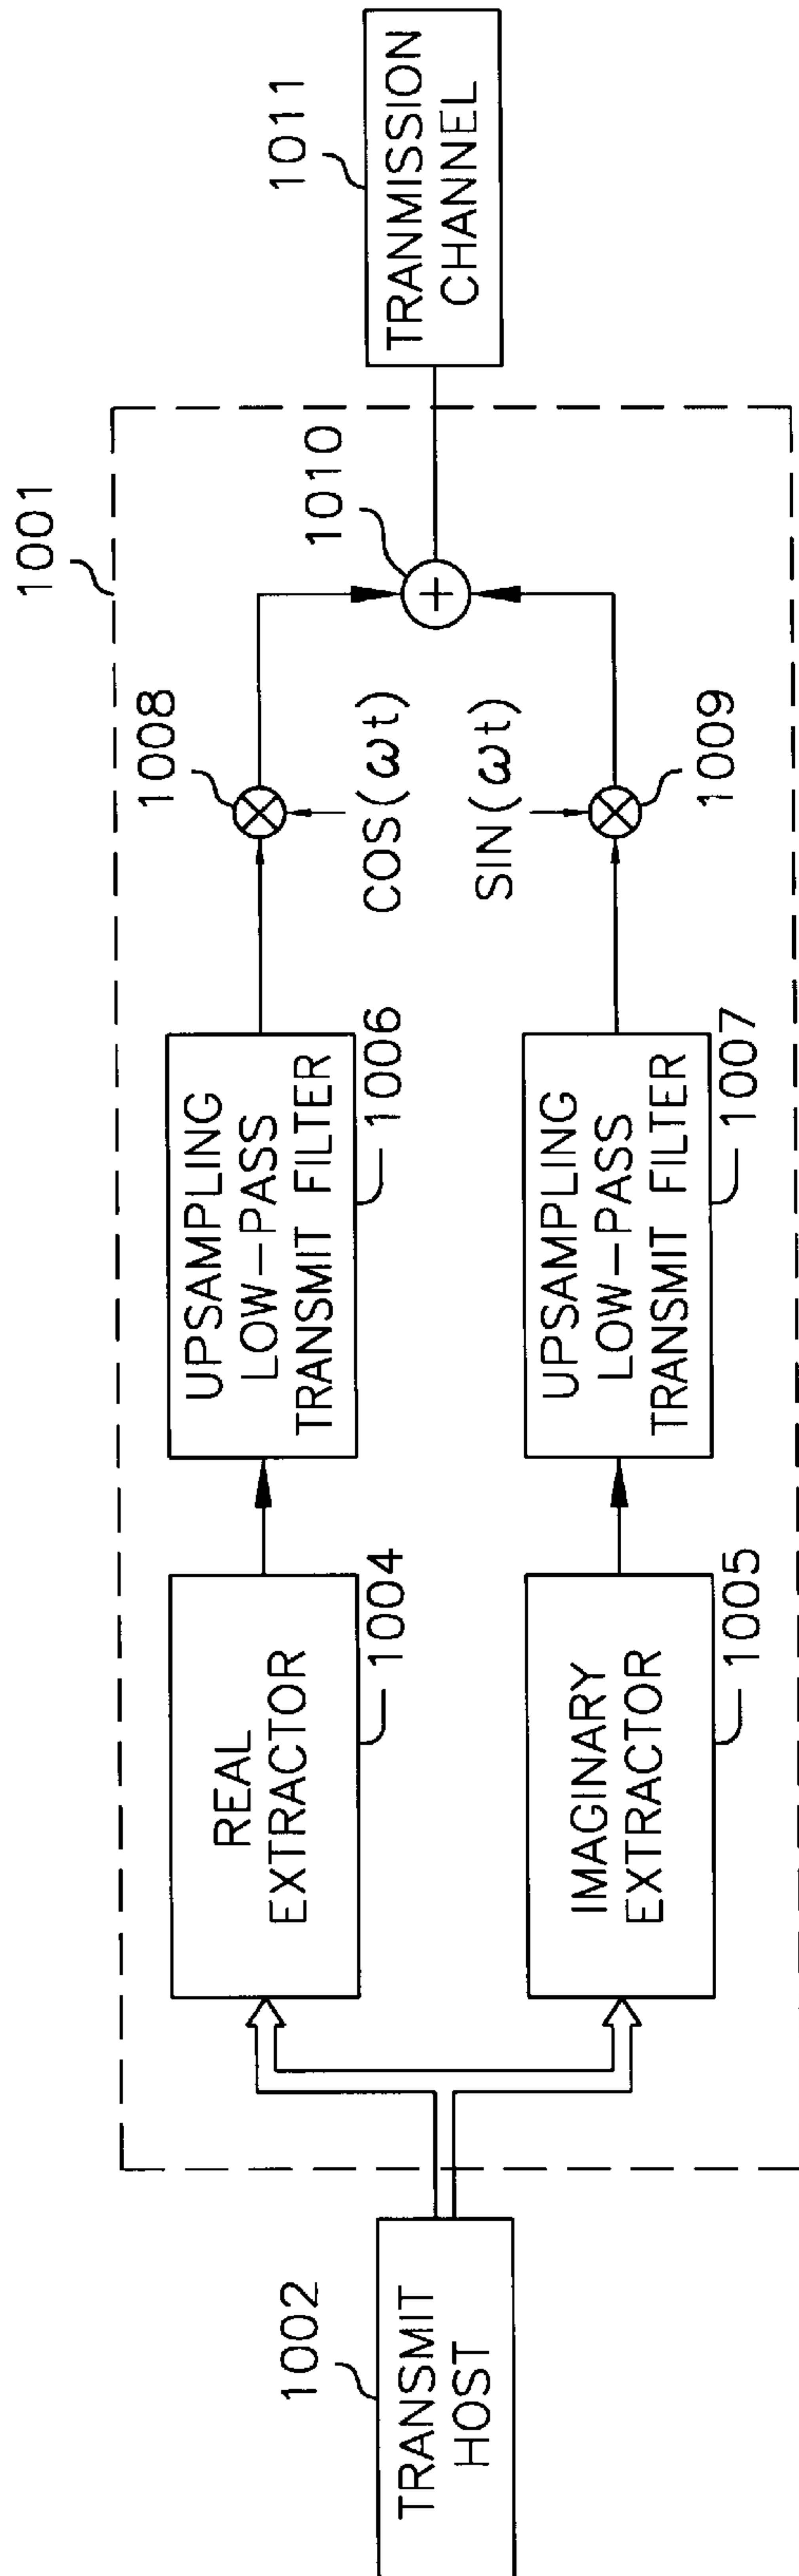 1002
TRANSMIT
HOST
1001
REAL
EXTRACTOR
1004
IMAGINARY
EXTRACTOR
1005
UPSAMPLING
LOW-PASS
TRANSMIT FILTER
1006
UPSAMPLING
LOW-PASS
TRANSMIT FILTER
1007
1008
COS(ωt)
SIN(ωt)
1009
+
1010
1011
TRANMISSION
CHANNEL